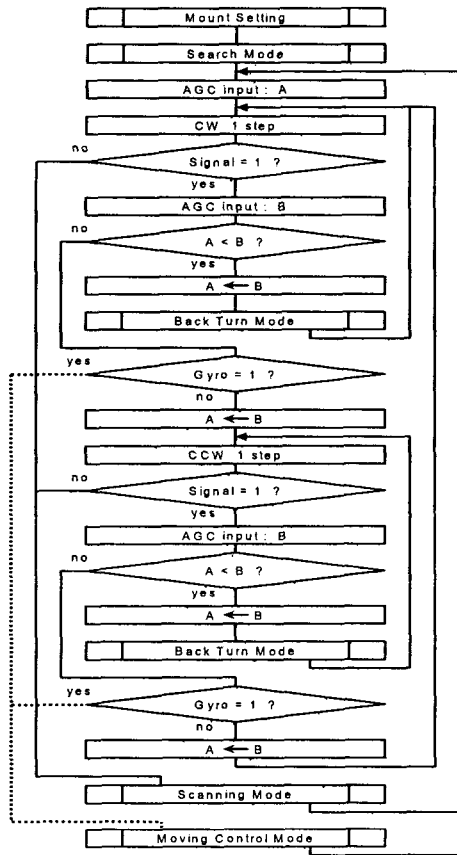 Mount Setting
Search Mode
AGC input : A
CW 1 step
no
Signal = 1 ?
yes
AGC input : B
no
A < B ?
yes
A ← B
Back Turn Mode
yes
Gyro = 1 ?
no
A ← B
CCW 1 step
no
Signal = 1 ?
yes
AGC input : B
no
A < B ?
yes
A ← B
Back Turn Mode
yes
Gyro = 1 ?
no
A ← B
Scanning Mode
Moving Control Mode